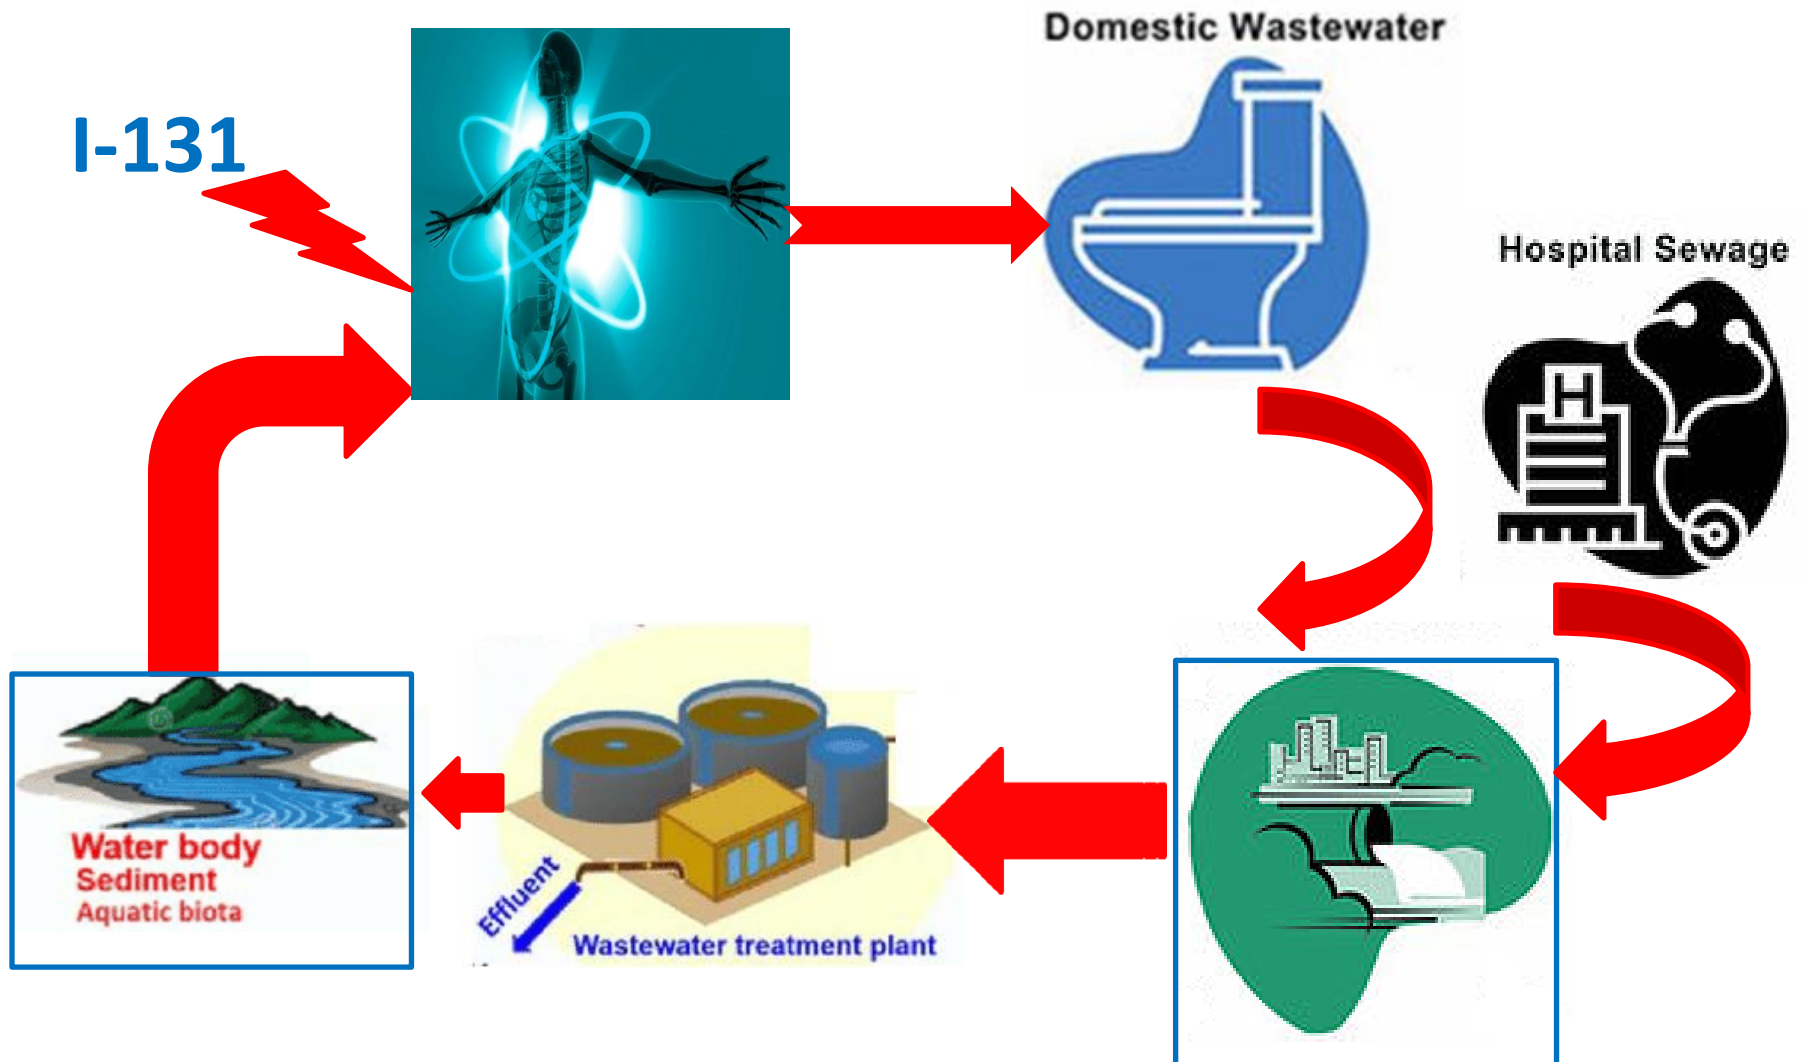 Domestic Wastewater
I-131
Hospital Sewage
H
Water body
Sediment
Aquatic biota
Effluent
Wastewater treatment plant